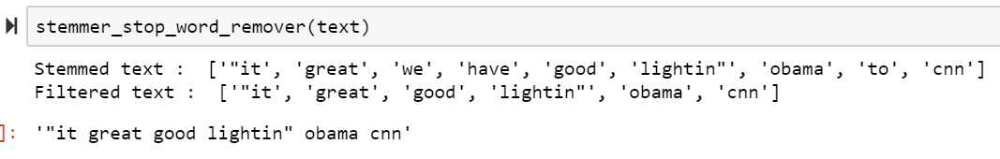 stemmer_stop_word_remover(text)
Stemmed text :  ['"it', 'great', 'we', 'have', 'good', 'lightin"', 'obama', 'to', 'cnn']
Filtered text :  ['"it', 'great', 'good', 'lightin"', 'obama', 'cnn']
]: '"it great good lightin" obama cnn'